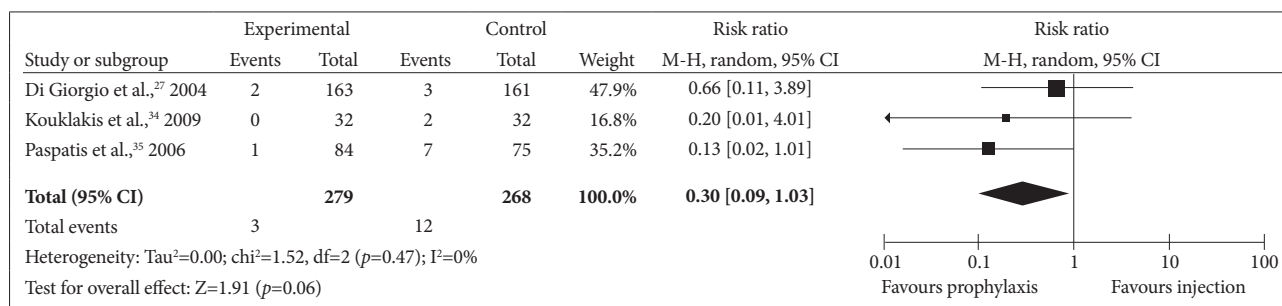 Experimental Control Risk ratio Risk ratio
Study or subgroup Events Total Events Total Weight M-H, random, 95% CI M-H, random, 95% CI
Di Giorgio et al.,²⁷ 2004 2 163 3 161 47.9% 0.66 [0.11, 3.89]
Kouklakis et al.,³⁴ 2009 0 32 2 32 16.8% 0.20 [0.01, 4.01]
Paspatis et al.,³⁵ 2006 1 84 7 75 35.2% 0.13 [0.02, 1.01]
Total (95% CI) 279 268 100.0% 0.30 [0.09, 1.03]
Total events 3 12
Heterogeneity: Tau²=0.00; chi²=1.52, df=2 (p=0.47); I²=0%
Test for overall effect: Z=1.91 (p=0.06)
0.01 0.1 1 10 100
Favours prophylaxis Favours injection